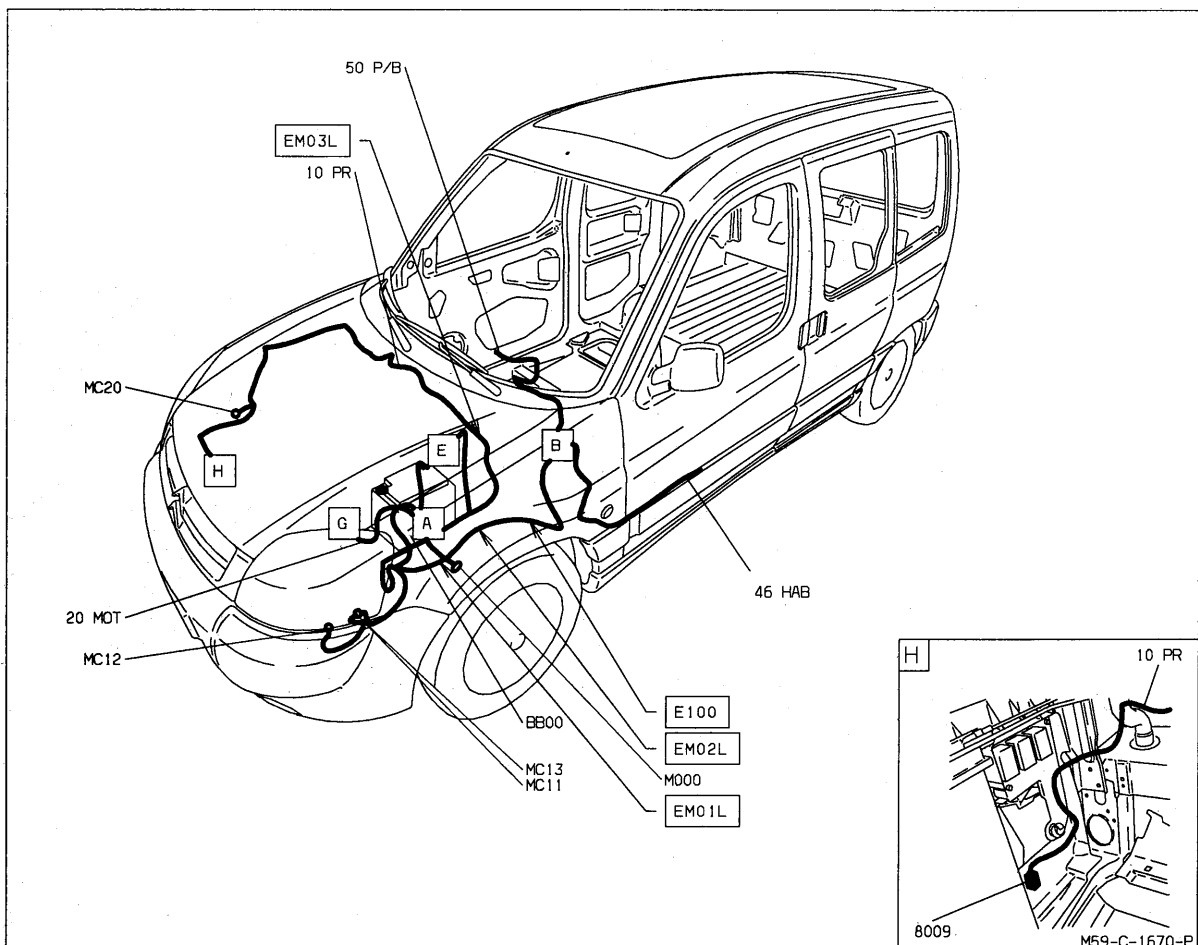 50 P/B
EM03L
10 PR
MC20
H
E
B
G
A
46 HAB
20 MOT
MC12
BB00
MC13
MC11
E100
EM02L
M000
EM01L
H
10 PR
8009
M59-C-1670-P